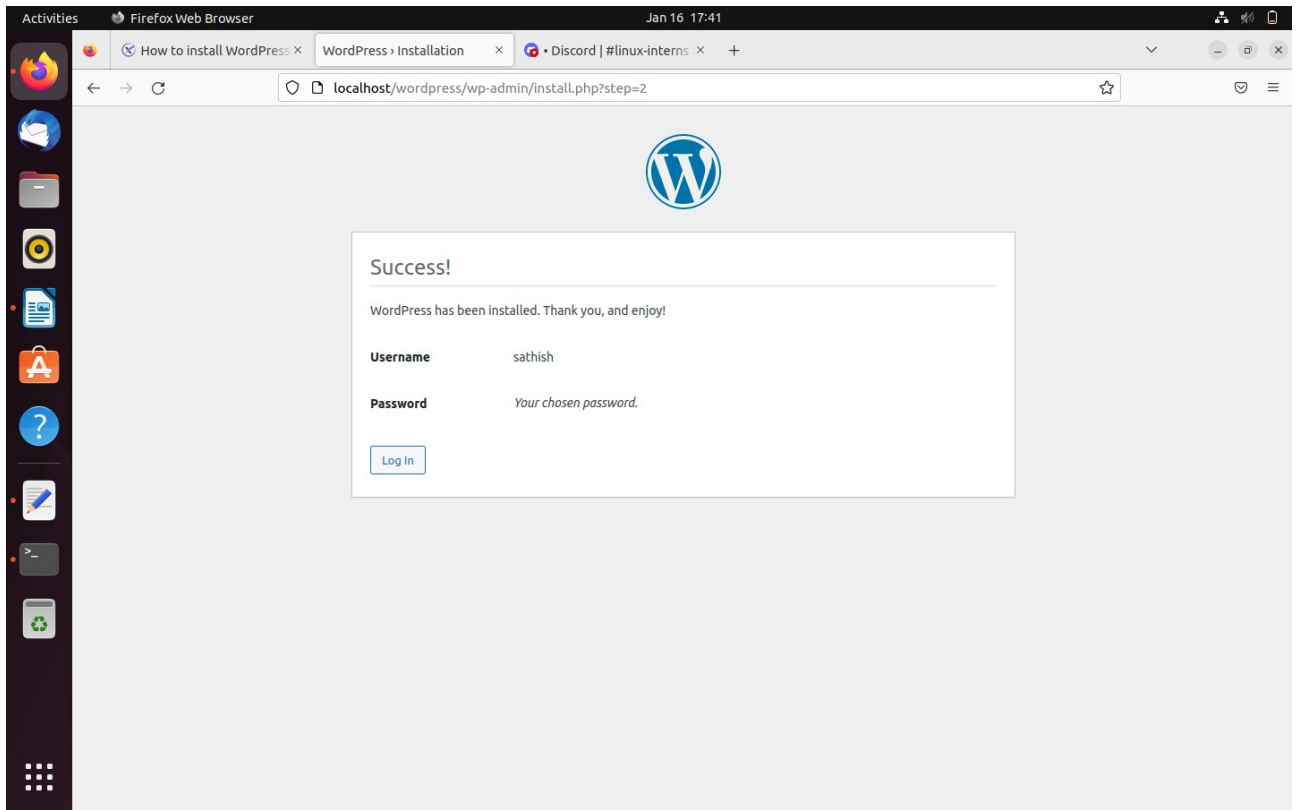 Activities Firefox Web Browser Jan 16 17:41
How to install WordPress WordPress › Installation • Discord | #linux-interns
localhost/wordpress/wp-admin/install.php?step=2
Success!
WordPress has been installed. Thank you, and enjoy!
Username sathish
Password Your chosen password.
Log In